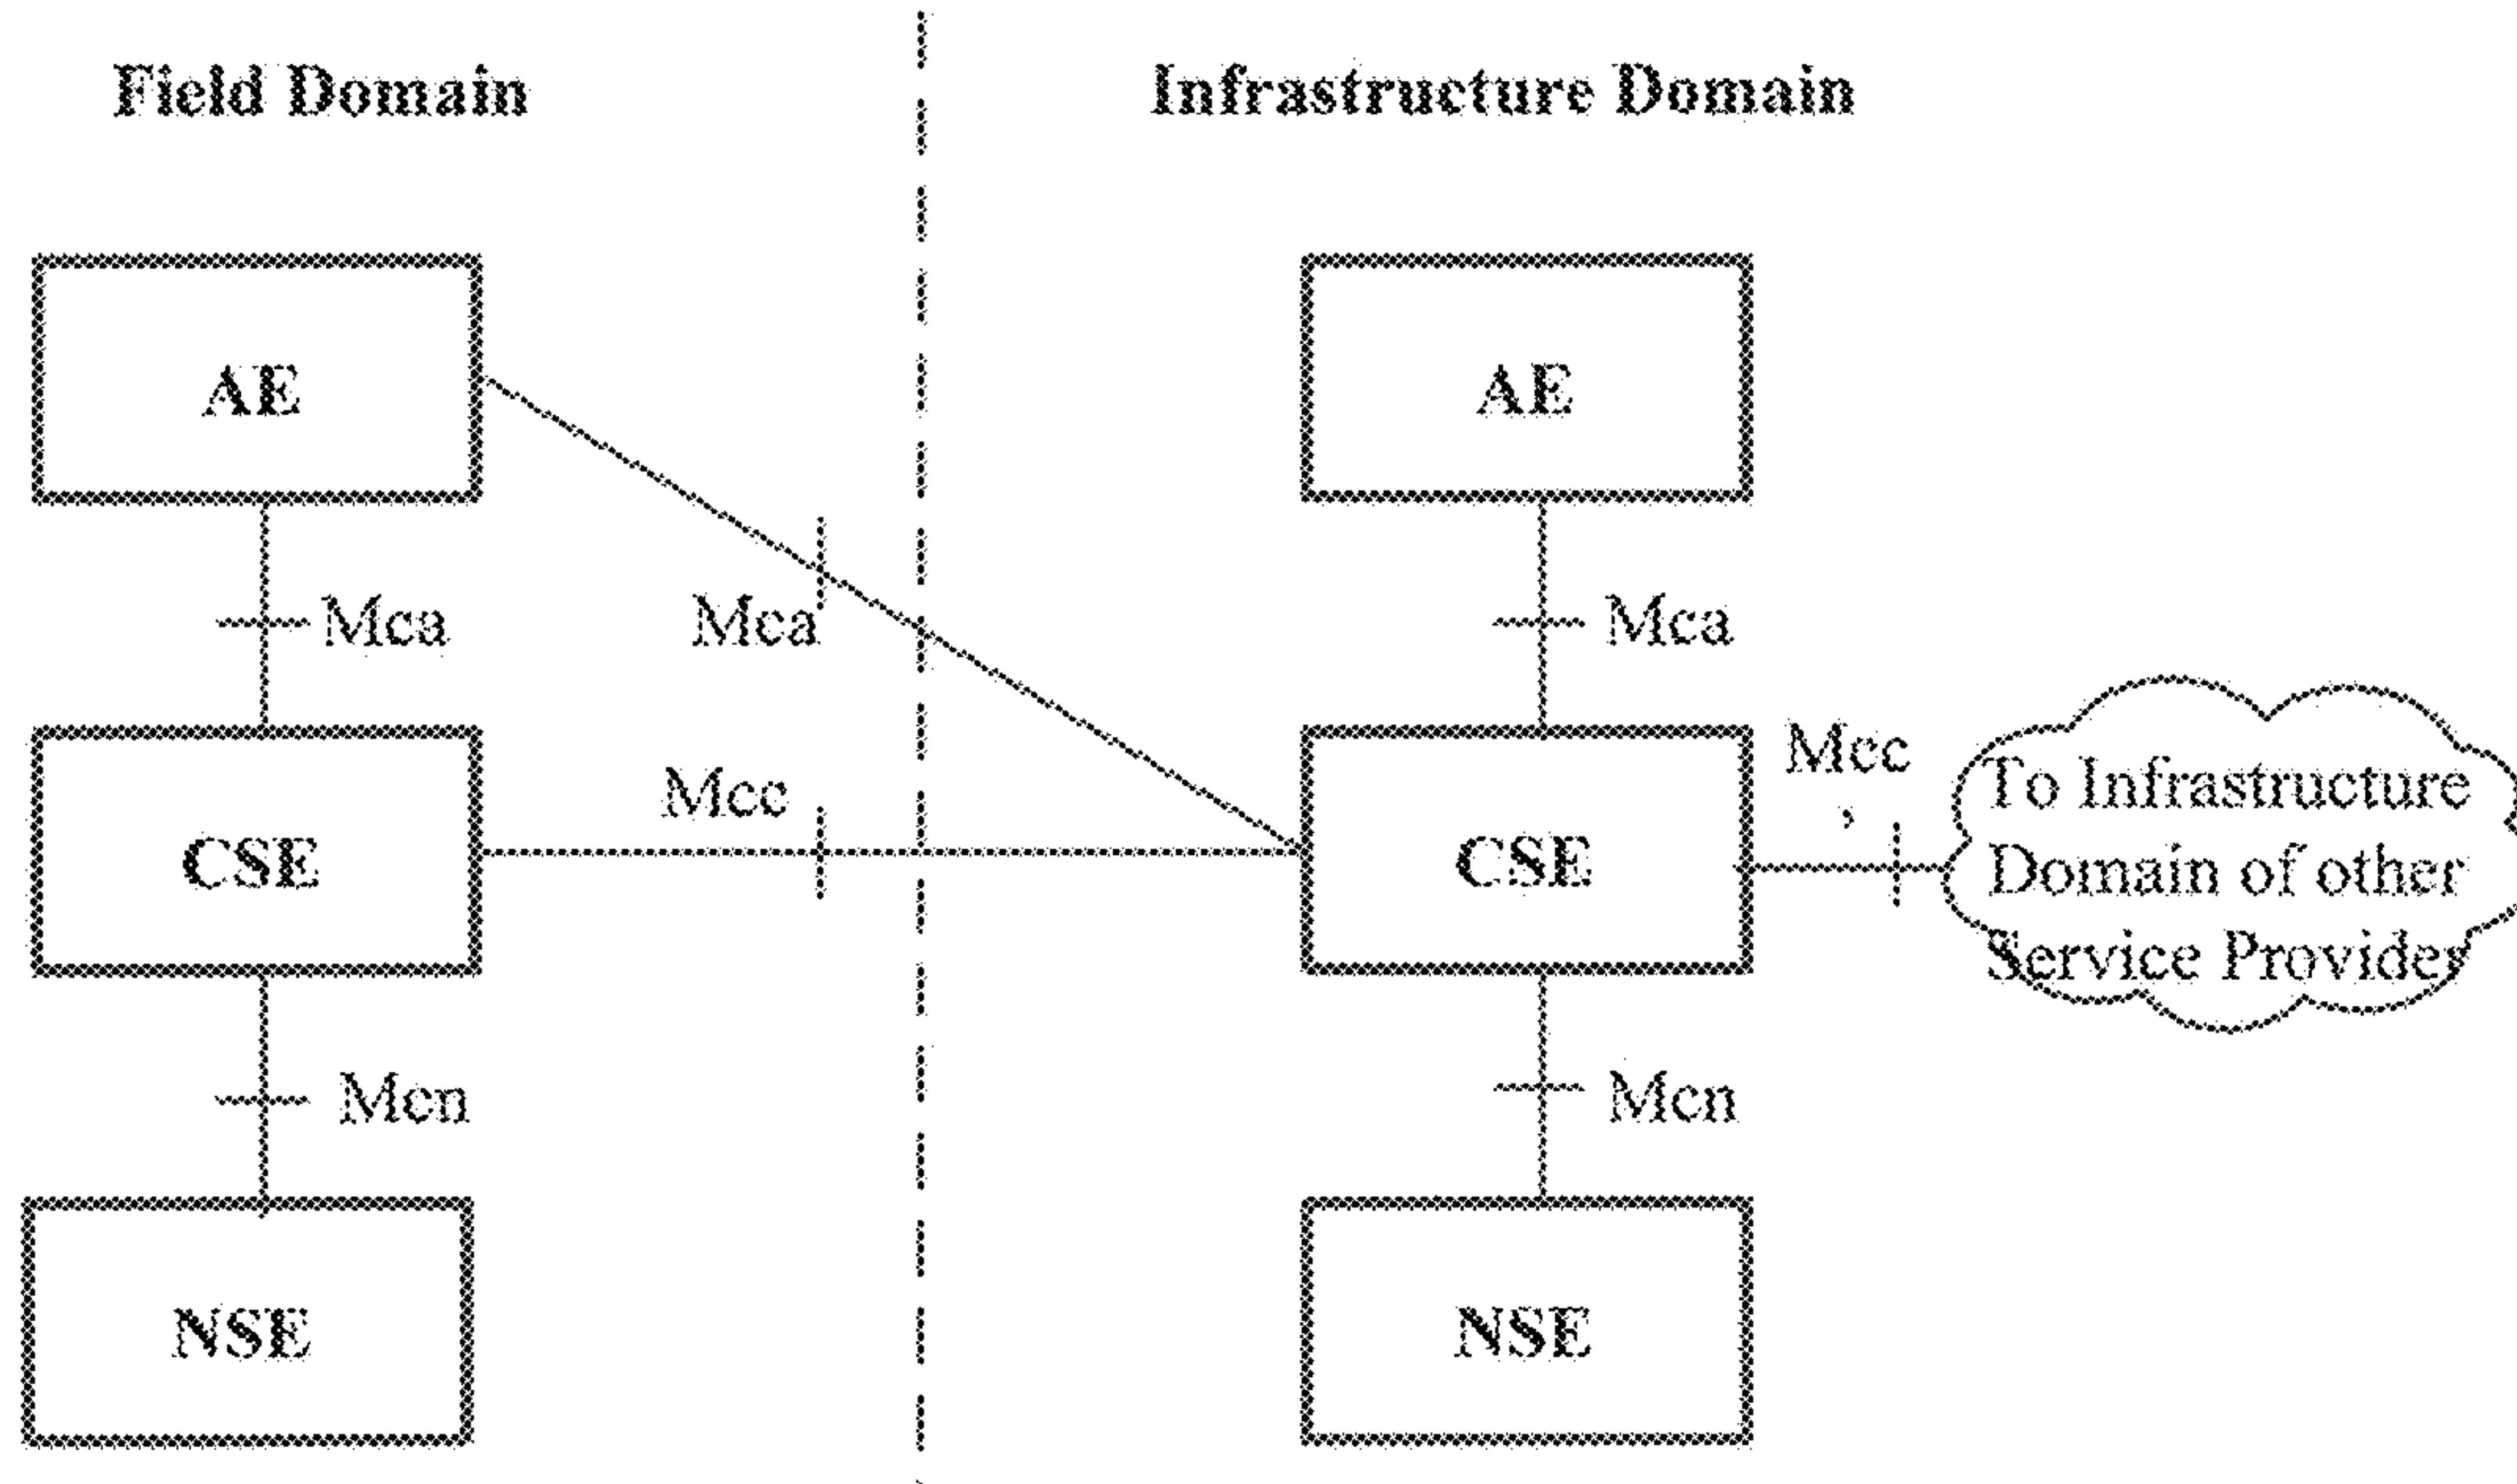 Field Domain
Infrastructure Domain
AE
AE
Mca
Mca
Mca
Mcc
Mcc
’
To Infrastructure
Domain of other
Service Provider
CSE
CSE
Mcn
Mcn
NSE
NSE